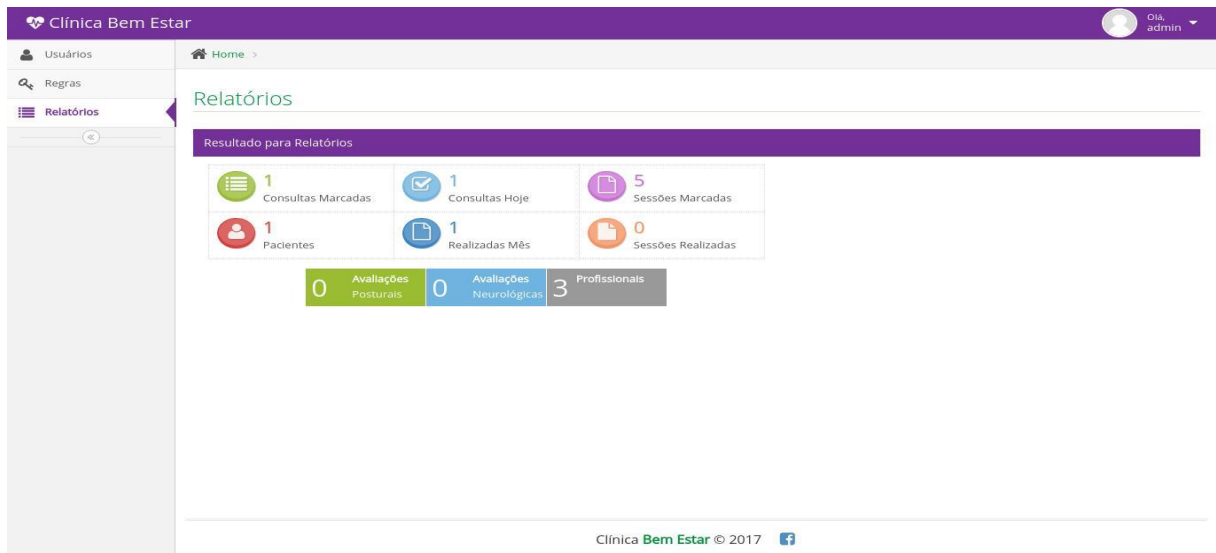 Clínica Bem Estar
Olá,
admin
Usuários
Regras
Relatórios
Home >
Relatórios
Resultado para Relatórios
1
Consultas Marcadas
1
Consultas Hoje
5
Sessões Marcadas
1
Pacientes
1
Realizadas Mês
0
Sessões Realizadas
0
Avaliações
Posturais
0
Avaliações
Neurológicas
3
Profissionais
Clínica Bem Estar © 2017